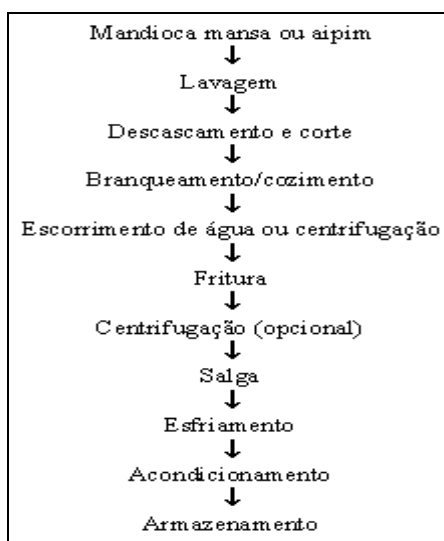 Mandioca mansa ou aipim
Lavagem
Descascamento e corte
Branqueamento/cozimento
Escorrimento de água ou centrifugação
Fritura
Centrifugação (opcional)
Salga
Esfriamento
Acondicionamento
Armazenamento